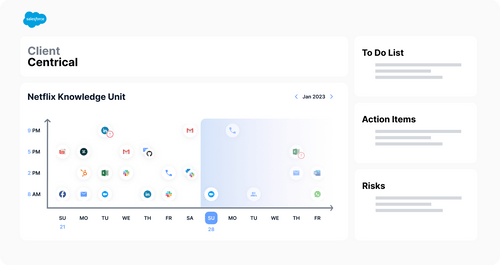 salesforce
Client
Centrical
To Do List
Netflix Knowledge Unit
Jan 2023
8 PM
5 PM
2 PM
8 AM
SU MO TU WE TH FR SA SU MO TU WE TH FR
21 28
Action Items
Risks